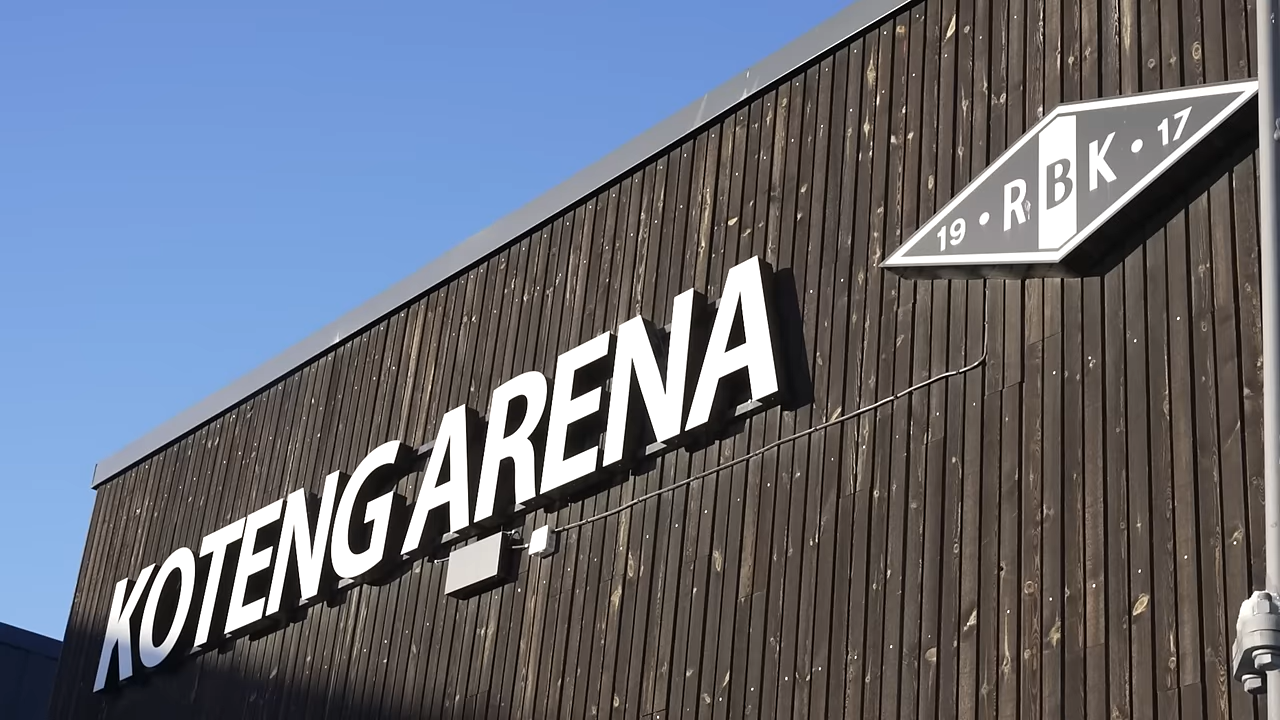 KOTENG ARENA
19 • RBK • 17